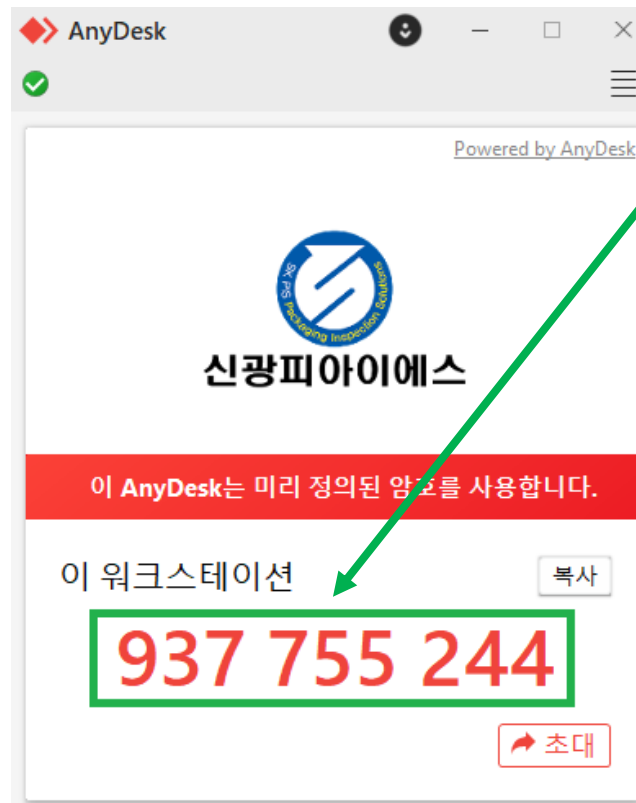 AnyDesk
Powered by AnyDesk
SK PIS Packaging Inspection Solutions
신광피아이에스
이 AnyDesk는 미리 정의된 암호를 사용합니다.
이 워크스테이션
복사
937 755 244
초대